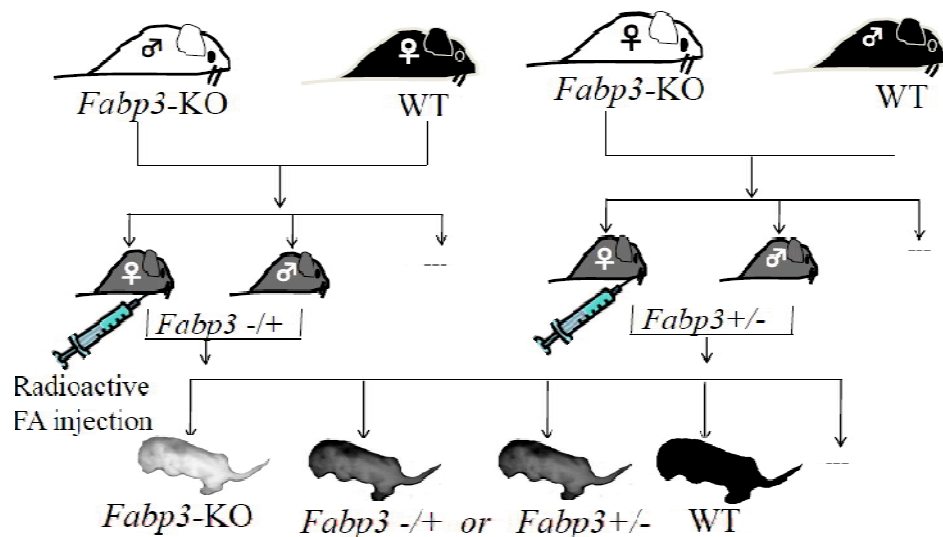 ♂ ♀ ♀ ♂
Fabp3-KO WT Fabp3-KO WT
♀ ♂ --- ♀ ♂ ---
Fabp3 -/+ Fabp3+/-
Radioactive
FA injection
---
Fabp3-KO Fabp3 -/+ or Fabp3+/- WT